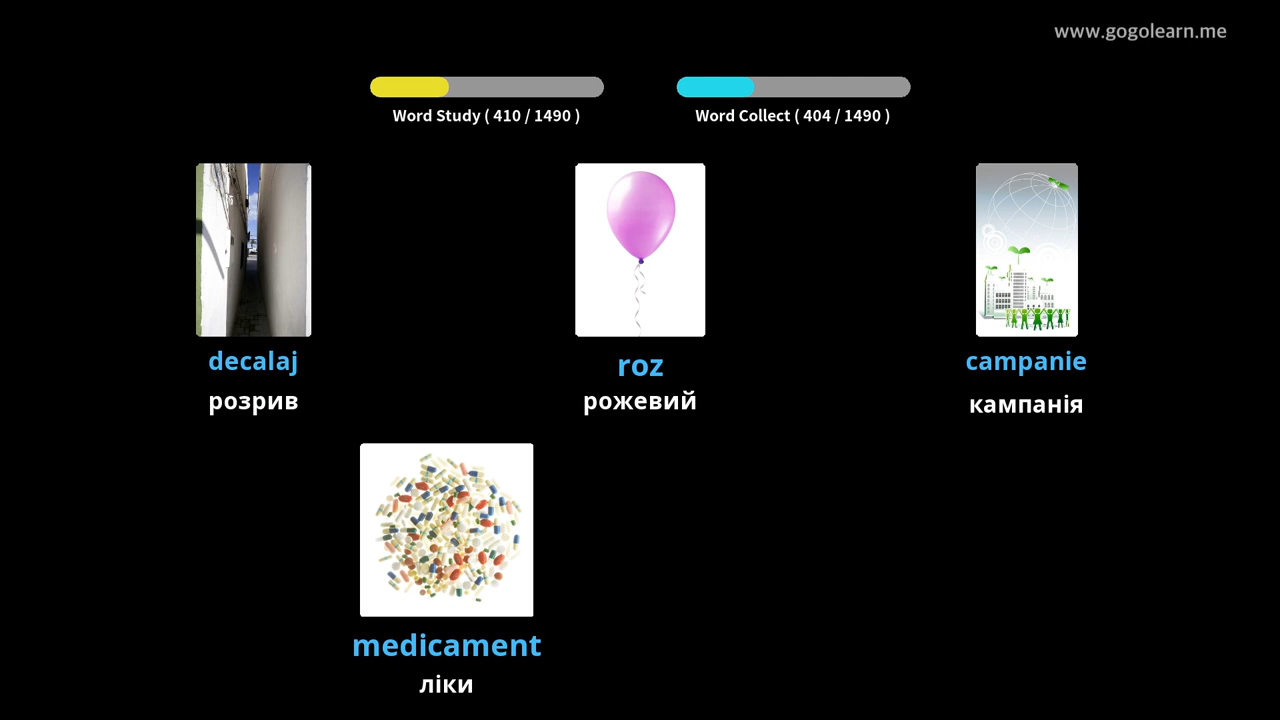 www.gogolearn.me
Word Study ( 410 / 1490 )
Word Collect ( 404 / 1490 )
decalaj
розрив
roz
рожевий
campanie
кампанія
medicament
ліки